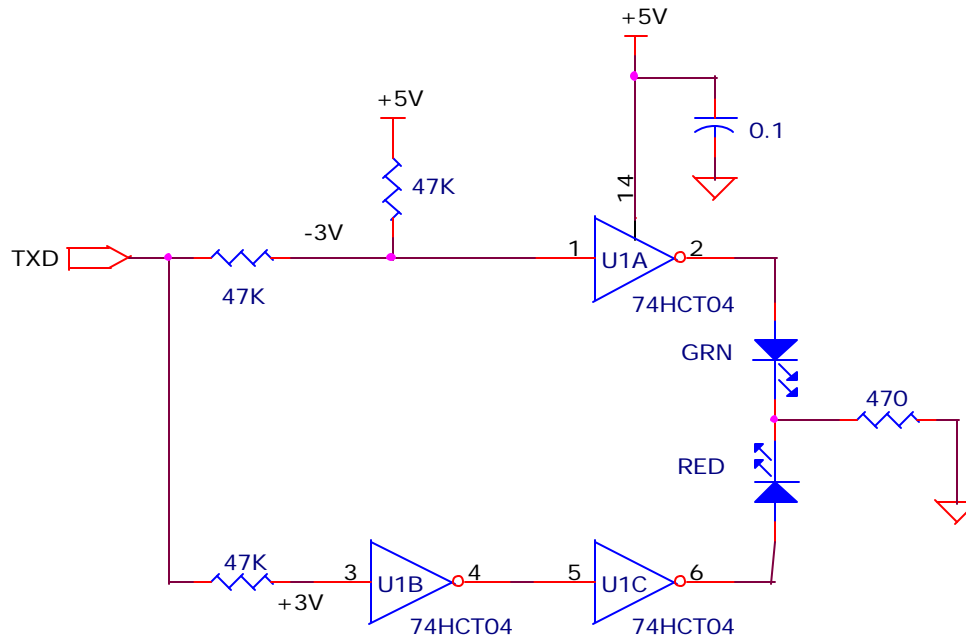 +5V
+5V
0.1
47K
14
-3V
TXD
1
U1A
2
47K
74HCT04
GRN
470
RED
47K
3
U1B
4
5
U1C
6
+3V
74HCT04
74HCT04